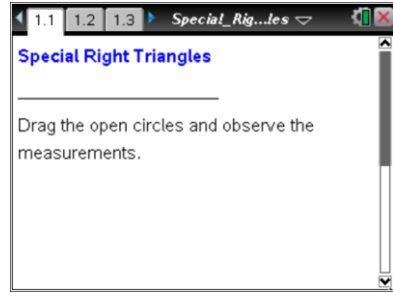 1.1 1.2 1.3 Special_Rig...les
Special Right Triangles
Drag the open circles and observe the
measurements.